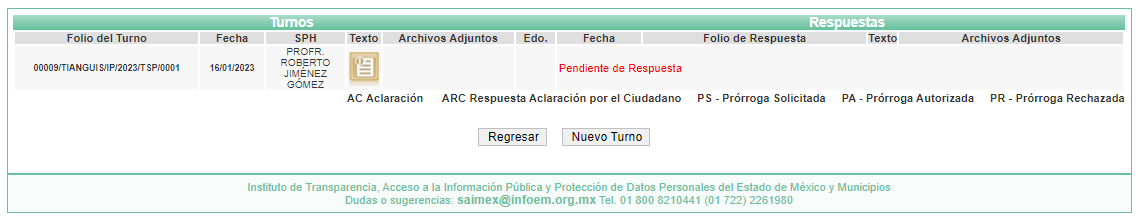 Turnos Respuestas
Folio del Turno Fecha SPH Texto Archivos Adjuntos Edo. Fecha Folio de Respuesta Texto Archivos Adjuntos
00009/TIANGUIS/IP/2023/TSP/0001 16/01/2023 PROFR.
ROBERTO
JIMÉNEZ
GÓMEZ
Pendiente de Respuesta
AC Aclaración ARC Respuesta Aclaración por el Ciudadano PS - Prórroga Solicitada PA - Prórroga Autorizada PR - Prórroga Rechazada
Regresar Nuevo Turno
Instituto de Transparencia, Acceso a la Información Pública y Protección de Datos Personales del Estado de México y Municipios
Dudas o sugerencias: saimex@infoem.org.mx Tel. 01 800 8210441 (01 722) 2261980